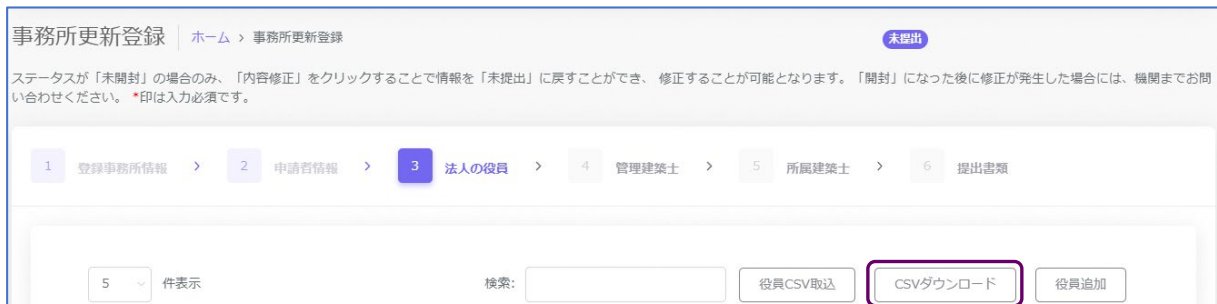 事務所更新登録 ホーム > 事務所更新登録 未提出
ステータスが「未開封」の場合のみ、「内容修正」をクリックすることで情報を「未提出」に戻すことができ、 修正することが可能となります。「開封」になった後に修正が発生した場合には、機関までお問
い合わせください。 *印は入力必須です。
1 登録事務所情報 > 2 申請者情報 > 3 法人の役員 > 4 管理建築士 > 5 所属建築士 > 6 提出書類
5 件表示 検索: 役員CSV取込 CSVダウンロード 役員追加